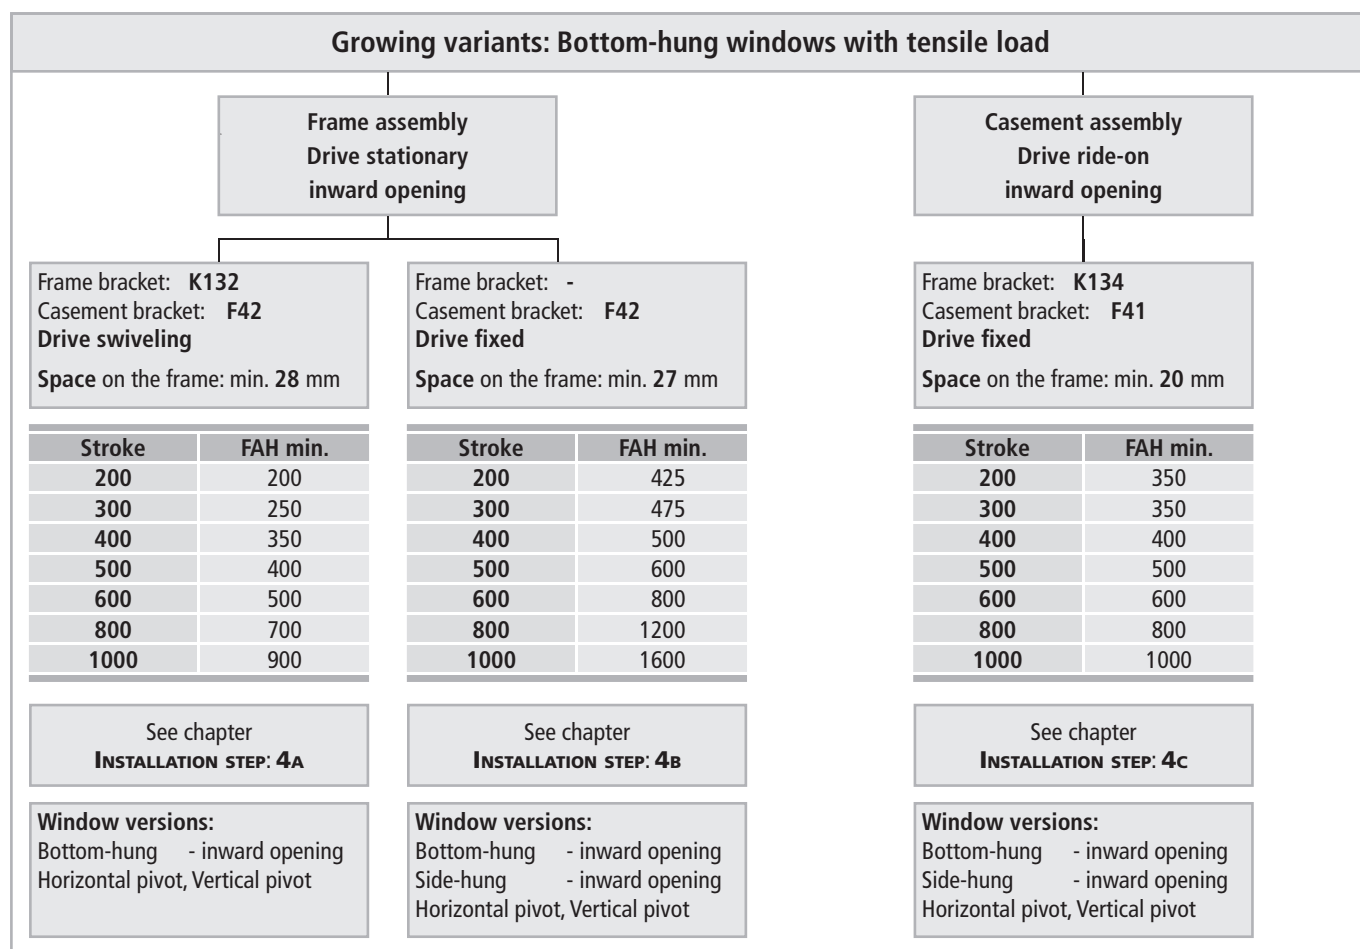 Growing variants: Bottom-hung windows with tensile load
Frame assembly
Drive stationary
inward opening
Casement assembly
Drive ride-on
inward opening
Frame bracket: K132
Casement bracket: F42
Drive swiveling
Space on the frame: min. 28 mm
Frame bracket: -
Casement bracket: F42
Drive fixed
Space on the frame: min. 27 mm
Frame bracket: K134
Casement bracket: F41
Drive fixed
Space on the frame: min. 20 mm
Stroke FAH min.
200 200
300 250
400 350
500 400
600 500
800 700
1000 900
Stroke FAH min.
200 425
300 475
400 500
500 600
600 800
800 1200
1000 1600
Stroke FAH min.
200 350
300 350
400 400
500 500
600 600
800 800
1000 1000
See chapter
INSTALLATION STEP: 4A
See chapter
INSTALLATION STEP: 4B
See chapter
INSTALLATION STEP: 4C
Window versions:
Bottom-hung - inward opening
Horizontal pivot, Vertical pivot
Window versions:
Bottom-hung - inward opening
Side-hung - inward opening
Horizontal pivot, Vertical pivot
Window versions:
Bottom-hung - inward opening
Side-hung - inward opening
Horizontal pivot, Vertical pivot